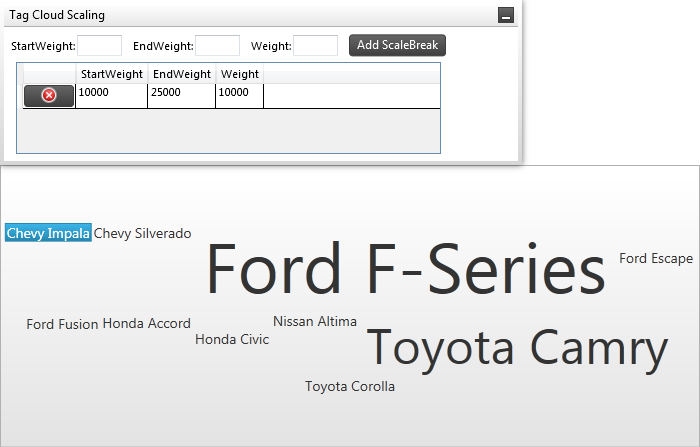 Tag Cloud Scaling
StartWeight: EndWeight: Weight: Add ScaleBreak
StartWeight EndWeight Weight
10000 25000 10000
Chevy Impala Chevy Silverado
Ford F-Series
Ford Escape
Ford Fusion Honda Accord
Nissan Altima
Honda Civic
Toyota Camry
Toyota Corolla